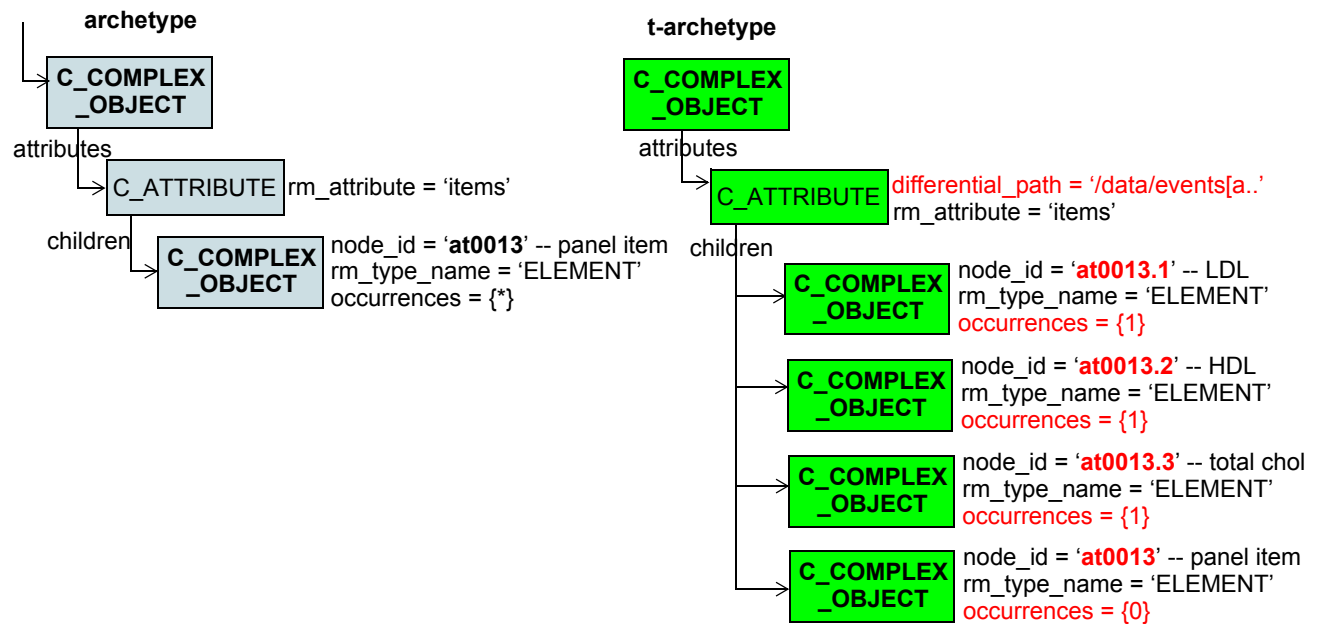 archetype
C_COMPLEX
_OBJECT
attributes
C_ATTRIBUTE
rm_attribute = ‘items’
children
C_COMPLEX
_OBJECT
node_id = ‘at0013’ -- panel item
rm_type_name = ‘ELEMENT’
occurrences = {*}
t-archetype
C_COMPLEX
_OBJECT
attributes
C_ATTRIBUTE
differential_path = ‘/data/events[a..’
rm_attribute = ‘items’
children
C_COMPLEX
_OBJECT
node_id = ‘at0013.1’ -- LDL
rm_type_name = ‘ELEMENT’
occurrences = {1}
C_COMPLEX
_OBJECT
node_id = ‘at0013.2’ -- HDL
rm_type_name = ‘ELEMENT’
occurrences = {1}
C_COMPLEX
_OBJECT
node_id = ‘at0013.3’ -- total chol
rm_type_name = ‘ELEMENT’
occurrences = {1}
C_COMPLEX
_OBJECT
node_id = ‘at0013’ -- panel item
rm_type_name = ‘ELEMENT’
occurrences = {0}